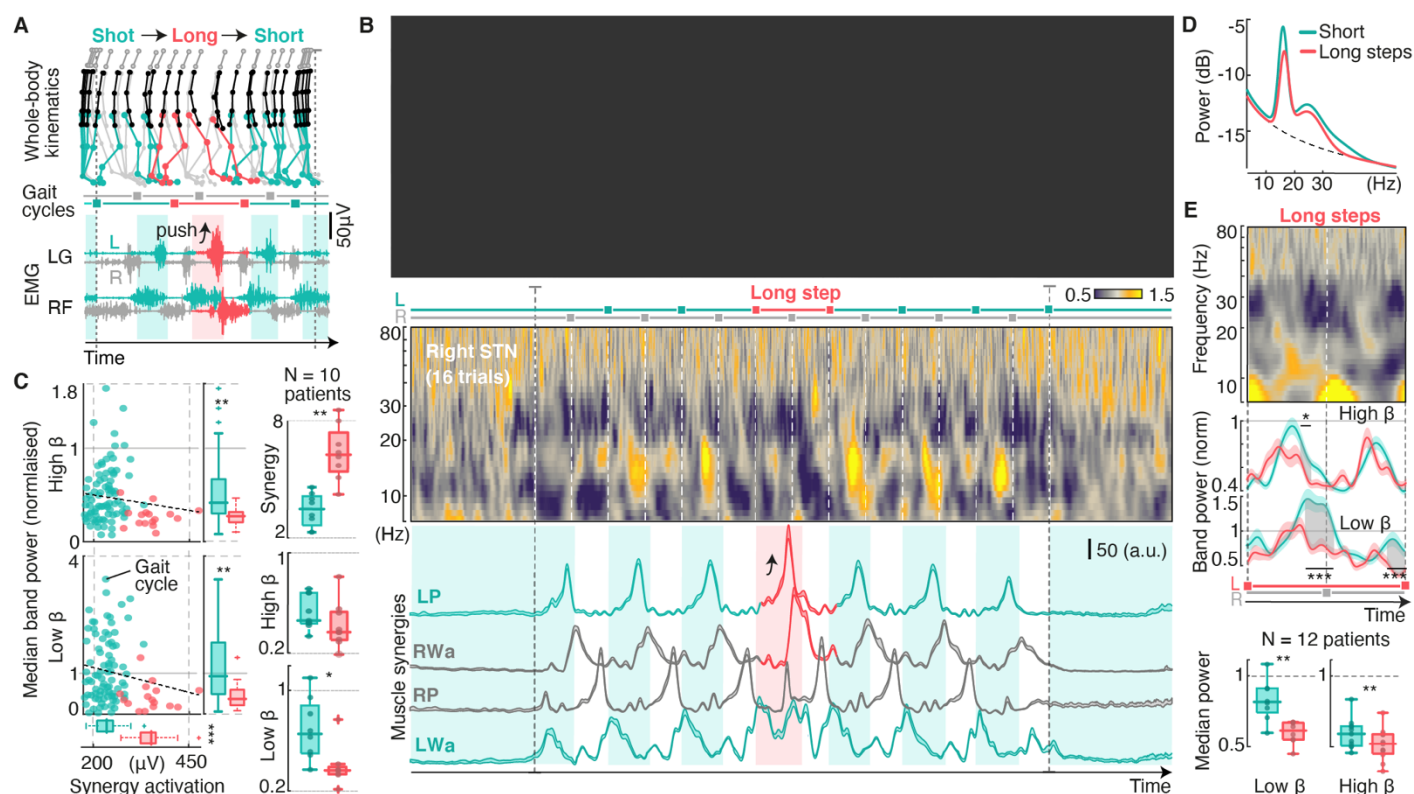 A
Shot → Long → Short
Whole-body
kinematics
Gait
cycles
50µV
push
EMG
LG
L
R
RF
Time
B
L
R
Long step
0.5
1.5
80
30
20
10
(Hz)
Right STN
(16 trials)
50 (a.u.)
Muscle synergies
LP
RWa
RP
LWa
Time
C
Median band power (normlaised)
High β
1.8
1
0
**
Low β
4
1
0
Gait
cycle
**
***
200
(µV)
450
Synergy activation
N = 10
patients
**
Synergy
8
2
High β
1
0.2
*
Low β
1
0.2
D
Power (dB)
-5
-10
-15
Short
Long steps
10
20
30
(Hz)
E
Long steps
Frequency (Hz)
80
30
20
10
Band power (norm)
High β
*
1
0.4
1.5
Low β
1
0.5
***
***
L
R
Time
N = 12 patients
Median power
1
0.5
**
Low β
1
**
High β